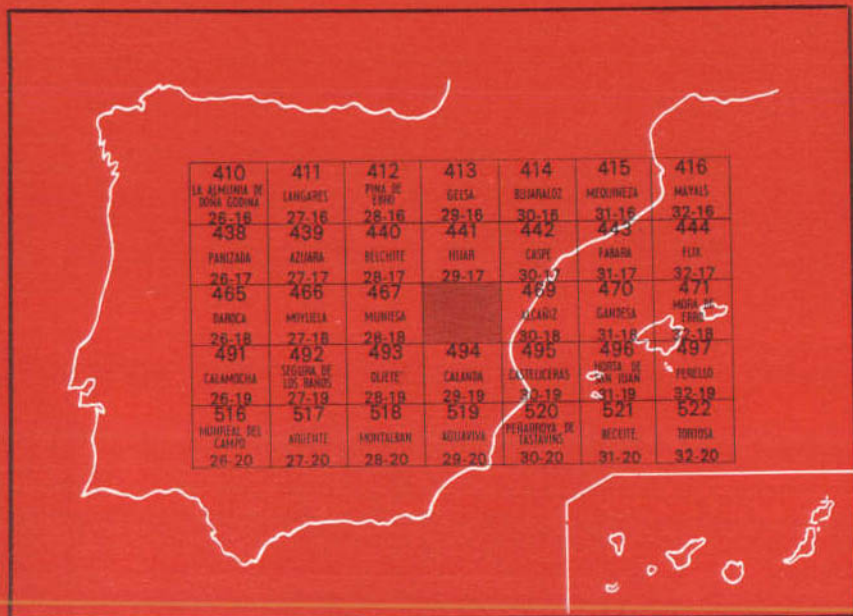 410 411 412 413 414 415 416
LA ALMUNIA DE DOÑA GODINA LANGARES PINA DE EBRO GELSA BUJARALOZ MEQUINENZA MAYALS
26-16 27-16 28-16 29-16 30-16 31-16 32-16
438 439 440 441 442 443 444
PANIZADA AZUARA BELCHITE HIJAR CASPE FABARA FLIX
26-17 27-17 28-17 29-17 30-17 31-17 32-17
465 466 467 469 470 471
DAROCA MOYUELA MUNIESA ALCAÑIZ GANDESA MORA DE EBRO
26-18 27-18 28-18 30-18 31-18 32-18
491 492 493 494 495 496 497
CALAMOCHA SEGURA DE LOS BAÑOS OLIETE CALANDA CASTELLCERAS HORTA DE SAN JUAN PERELLO
26-19 27-19 28-19 29-19 30-19 31-19 32-19
516 517 518 519 520 521 522
MONREAL DEL CAMPO ARGENTE MONTALBAN AGUAVIVA PEÑARROYA DE TASTAVINS BECEITE TORTOSA
26-20 27-20 28-20 29-20 30-20 31-20 32-20